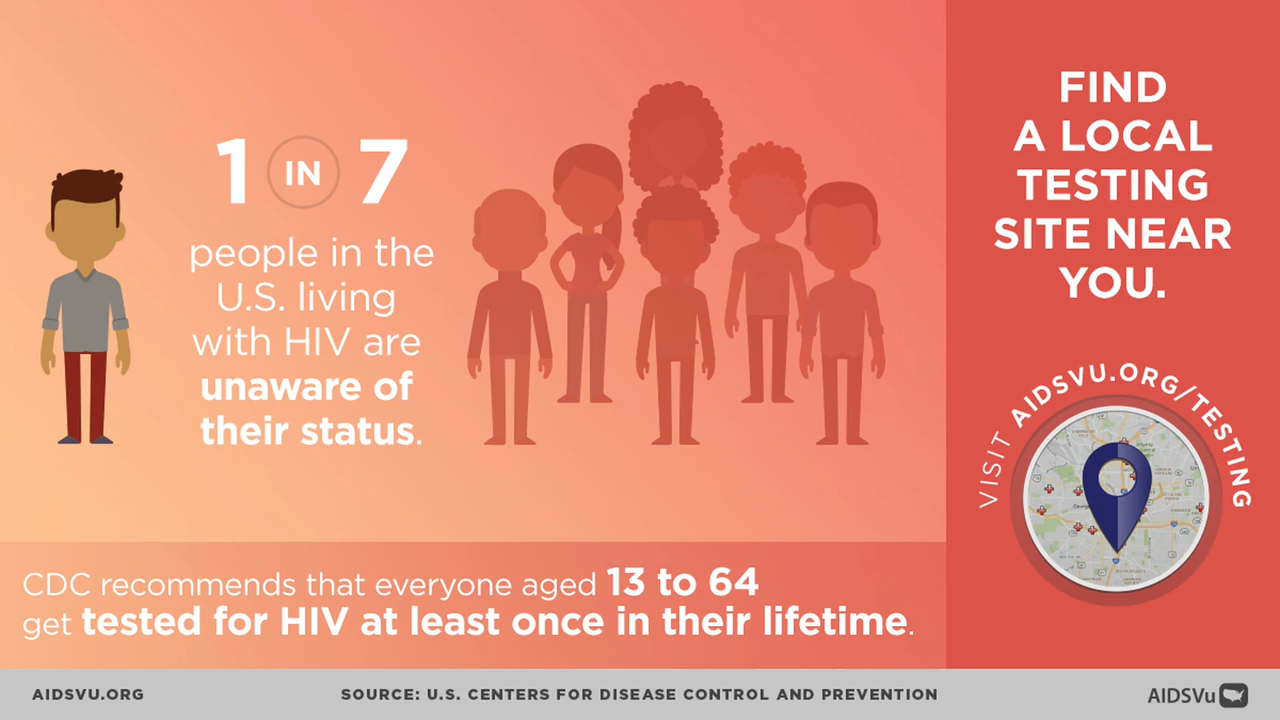 1 IN 7
people in the
U.S. living
with HIV are
unaware of
their status.
CDC recommends that everyone aged 13 to 64
get tested for HIV at least once in their lifetime.
FIND
A LOCAL
TESTING
SITE NEAR
YOU.
VISIT AIDSVU.ORG/TESTING
AIDSVU.ORG
SOURCE: U.S. CENTERS FOR DISEASE CONTROL AND PREVENTION
AIDSVu